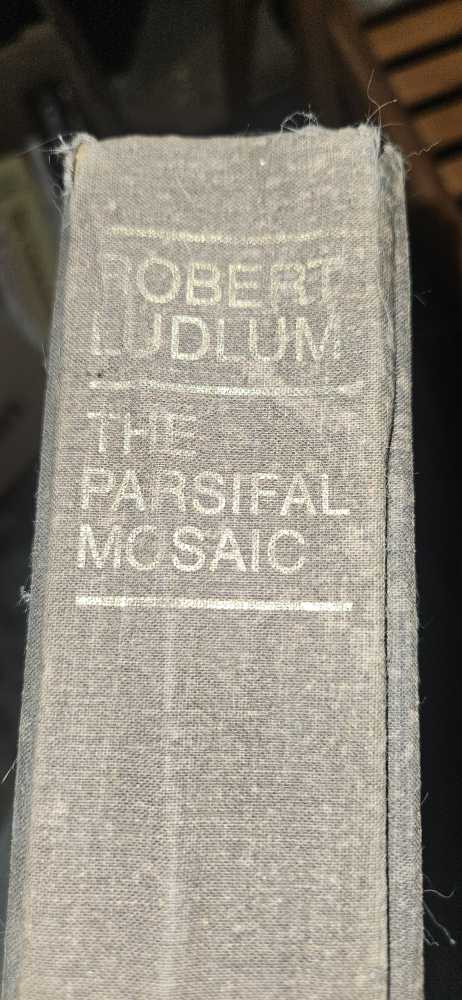 ROBERT
LUDLUM
THE
PARSIFAL
MOSAIC